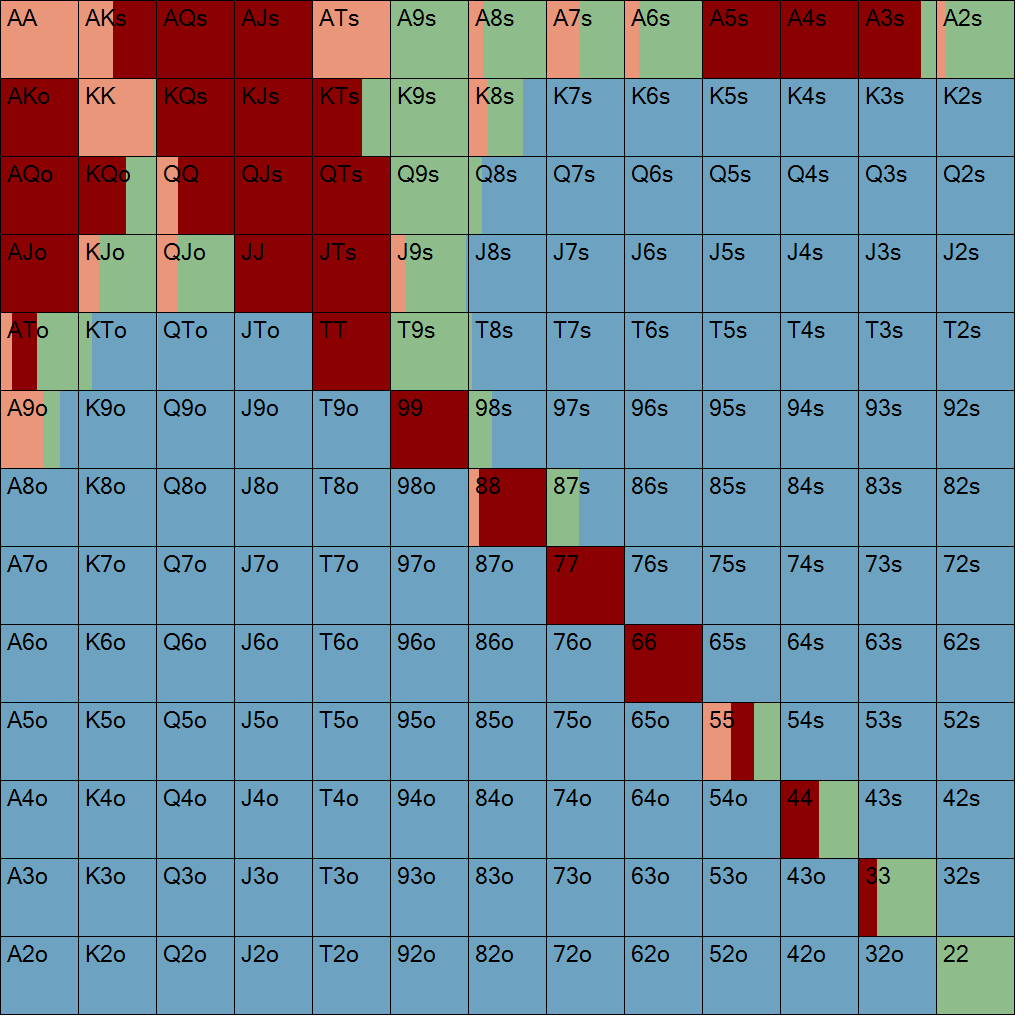 AA AKs AQs AJs ATs A9s A8s A7s A6s A5s A4s A3s A2s
AKo KK KQs KJs KTs K9s K8s K7s K6s K5s K4s K3s K2s
AQo KQo QQ QJs QTs Q9s Q8s Q7s Q6s Q5s Q4s Q3s Q2s
AJo KJo QJo JJ JTs J9s J8s J7s J6s J5s J4s J3s J2s
ATo KTo QTo JTo TT T9s T8s T7s T6s T5s T4s T3s T2s
A9o K9o Q9o J9o T9o 99 98s 97s 96s 95s 94s 93s 92s
A8o K8o Q8o J8o T8o 98o 88 87s 86s 85s 84s 83s 82s
A7o K7o Q7o J7o T7o 97o 87o 77 76s 75s 74s 73s 72s
A6o K6o Q6o J6o T6o 96o 86o 76o 66 65s 64s 63s 62s
A5o K5o Q5o J5o T5o 95o 85o 75o 65o 55 54s 53s 52s
A4o K4o Q4o J4o T4o 94o 84o 74o 64o 54o 44 43s 42s
A3o K3o Q3o J3o T3o 93o 83o 73o 63o 53o 43o 33 32s
A2o K2o Q2o J2o T2o 92o 82o 72o 62o 52o 42o 32o 22